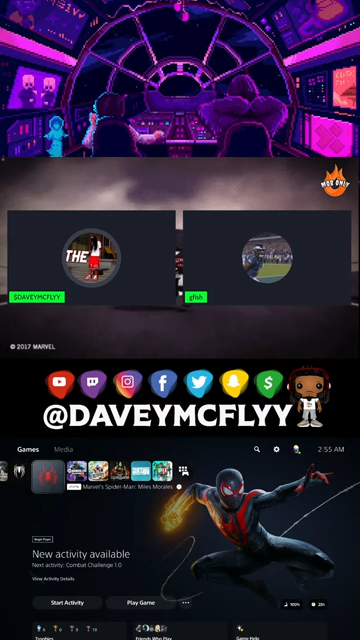 MOB ONLY
THE
$DAVEYMCFLYY
gfish
© 2017 MARVEL
@DAVEYMCFLYY
Games Media 2:55 AM
Marvel's Spider-Man: Miles Morales
New activity available
Next activity: Combat Challenge 1.0
View Activity Details
Start Activity Play Game ...
100%
Trophies Friends Who Play Game Help